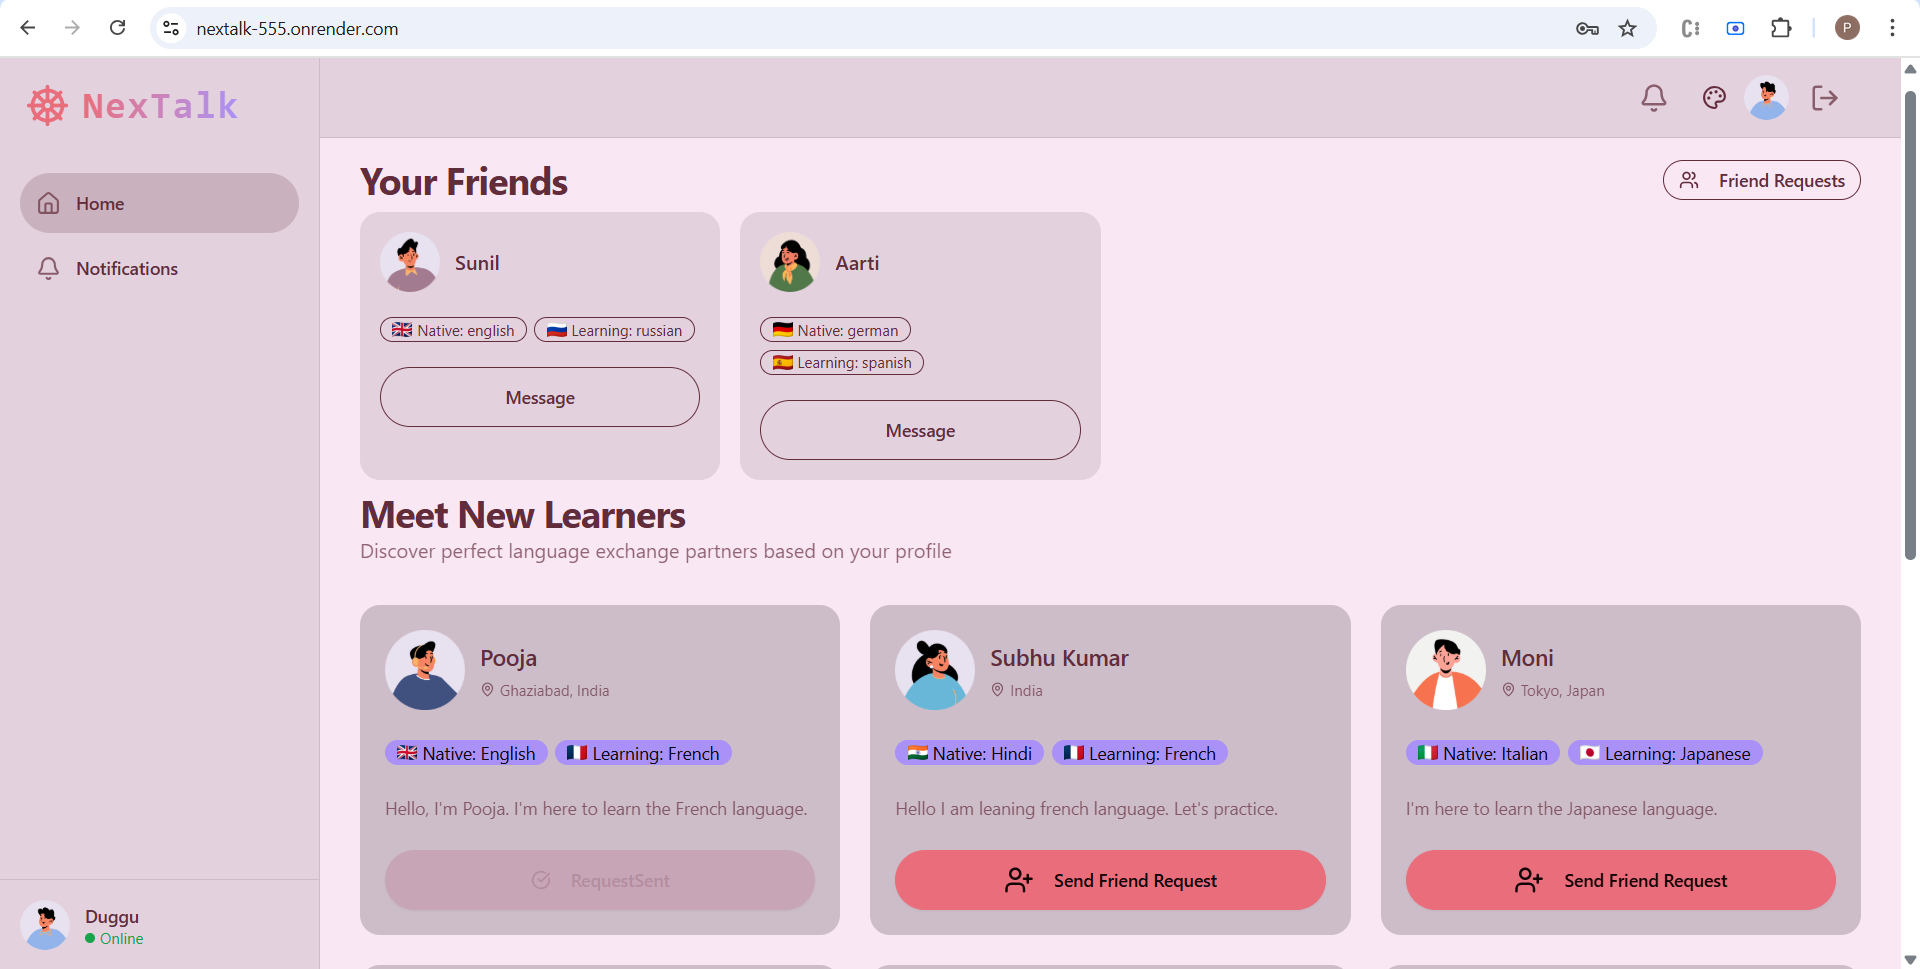 nextalk-555.onrender.com
P
NexTalk
Home
Notifications
Your Friends
Friend Requests
Sunil
Native: english
Learning: russian
Message
Aarti
Native: german
Learning: spanish
Message
Meet New Learners
Discover perfect language exchange partners based on your profile
Pooja
Ghaziabad, India
Native: English
Learning: French
Hello, I'm Pooja. I'm here to learn the French language.
RequestSent
Subhu Kumar
India
Native: Hindi
Learning: French
Hello I am leaning french language. Let's practice.
Send Friend Request
Moni
Tokyo, Japan
Native: Italian
Learning: Japanese
I'm here to learn the Japanese language.
Send Friend Request
Duggu
Online